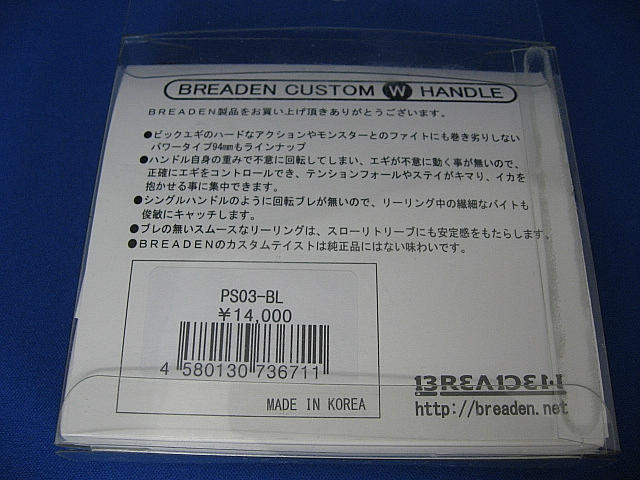 BREADEN CUSTOM W HANDLE
BREADEN製品をお買い上げ頂きありがとうございます。
●ビックエギのハードなアクションやモンスターとのファイトにも巻き劣りしない
パワータイプ94mmもラインナップ
●ハンドル自身の重みで不意に回転してしまい、エギが不意に動く事が無いので、
正確にエギをコントロールでき、テンションフォールやステイがキマり、イカを
抱かせる事に集中できます。
●シングルハンドルのように回転ブレが無いので、リーリング中の繊細なバイトも
俊敏にキャッチします。
●ブレの無いスムースなリーリングは、スローリトリーブにも安定感をもたらします。
●BREADENのカスタムテイストは純正品にはない味わいです。
PS03-BL
¥14,000
4 580130 736711
MADE IN KOREA
BREADEN
http://breaden.net